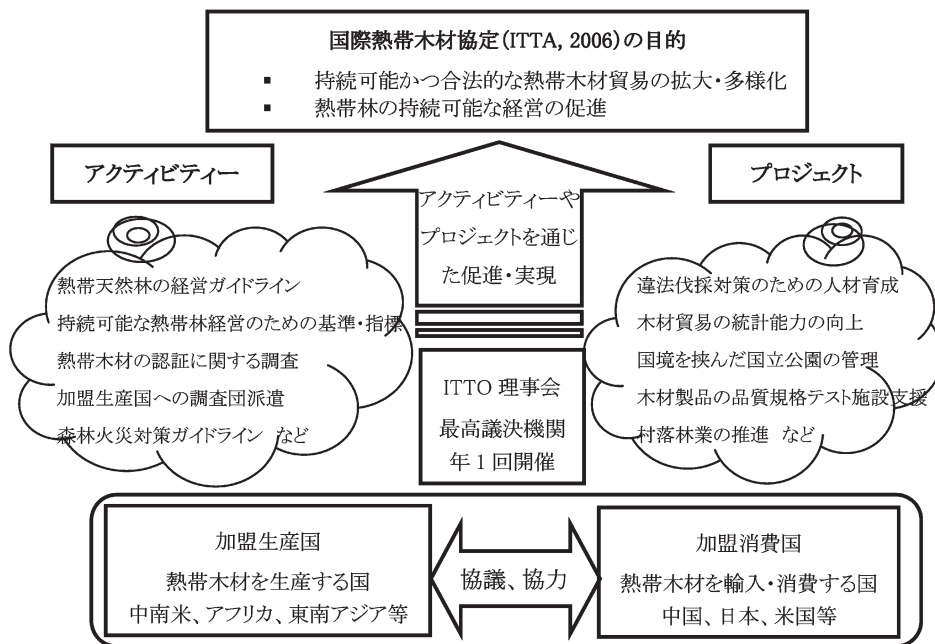 国際熱帯木材協定(ITTA, 2006)の目的
▪ 持続可能かつ合法的な熱帯木材貿易の拡大・多様化
▪ 熱帯林の持続可能な経営の促進
アクティビティー
プロジェクト
アクティビティーや
プロジェクトを通じ
た促進・実現
熱帯天然林の経営ガイドライン
持続可能な熱帯林経営のための基準・指標
熱帯木材の認証に関する調査
加盟生産国への調査団派遣
森林火災対策ガイドライン など
違法伐採対策のための人材育成
木材貿易の統計能力の向上
国境を挟んだ国立公園の管理
木材製品の品質規格テスト施設支援
村落林業の推進 など
ITTO 理事会
最高議決機関
年 1 回開催
加盟生産国
熱帯木材を生産する国
中南米、アフリカ、東南アジア等
協議、協力
加盟消費国
熱帯木材を輸入・消費する国
中国、日本、米国等